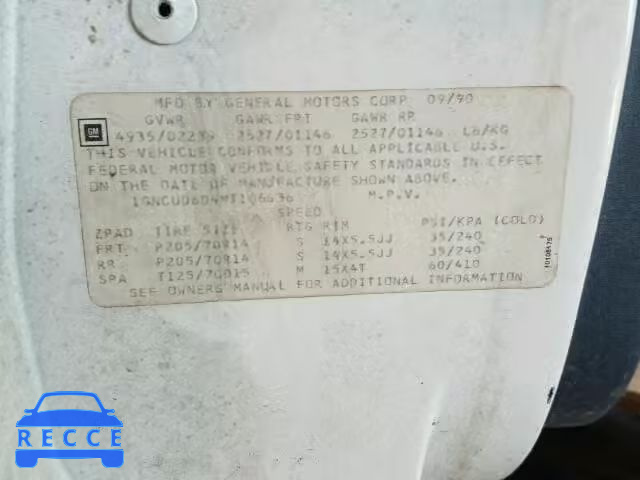 MFD BY GENERAL MOTORS CORP 09/90
GVWR GAWR FRT GAWR RR
GM 4935/02239 2527/01146 2527/01146 LB/KG
THIS VEHICLE CONFORMS TO ALL APPLICABLE U.S.
FEDERAL MOTOR VEHICLE SAFETY STANDARDS IN EFFECT
ON THE DATE OF MANUFACTURE SHOWN ABOVE.
M.P.V.
SPEED
ZPAD TIRE SIZE RTG RIM PSI/KPA (COLD)
FRT P205/70R14 S 14X5.5JJ 35/240
RR P205/70R14 S 14X5.5JJ 35/240
SPA T125/70D15 M 15X4T 60/410
SEE OWNERS MANUAL FOR ADDITIONAL INFORMATION
RECCE